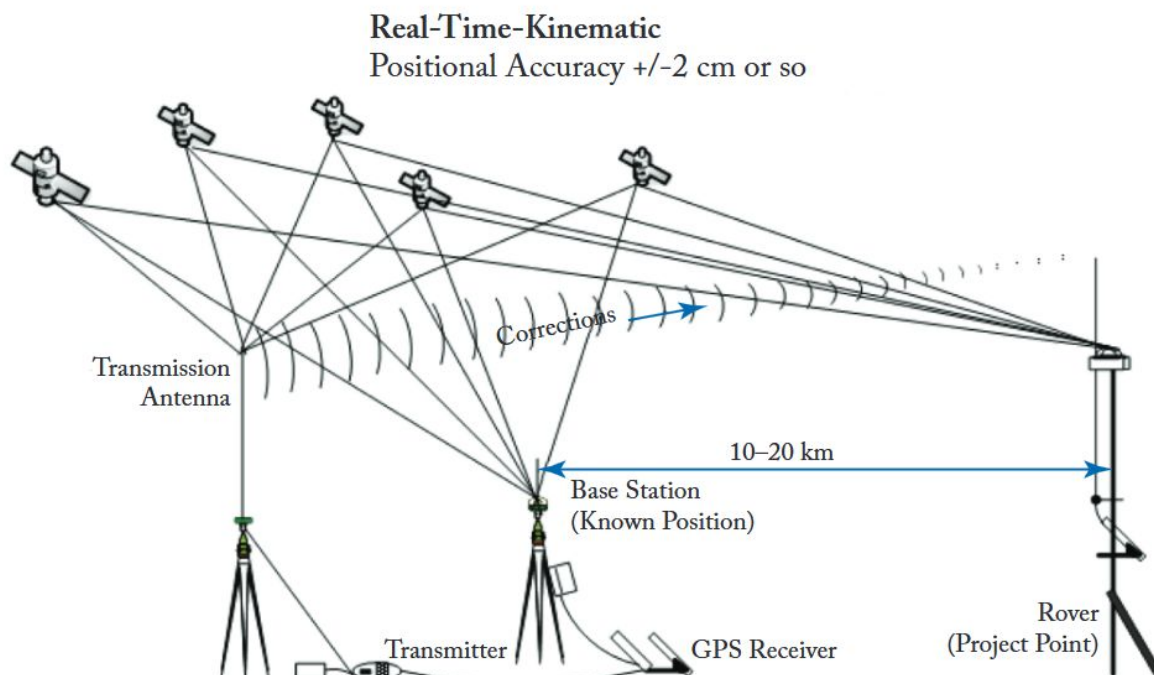 Real-Time-Kinematic
Positional Accuracy +/-2 cm or so
Corrections
Transmission
Antenna
10–20 km
Base Station
(Known Position)
Rover
(Project Point)
Transmitter
GPS Receiver